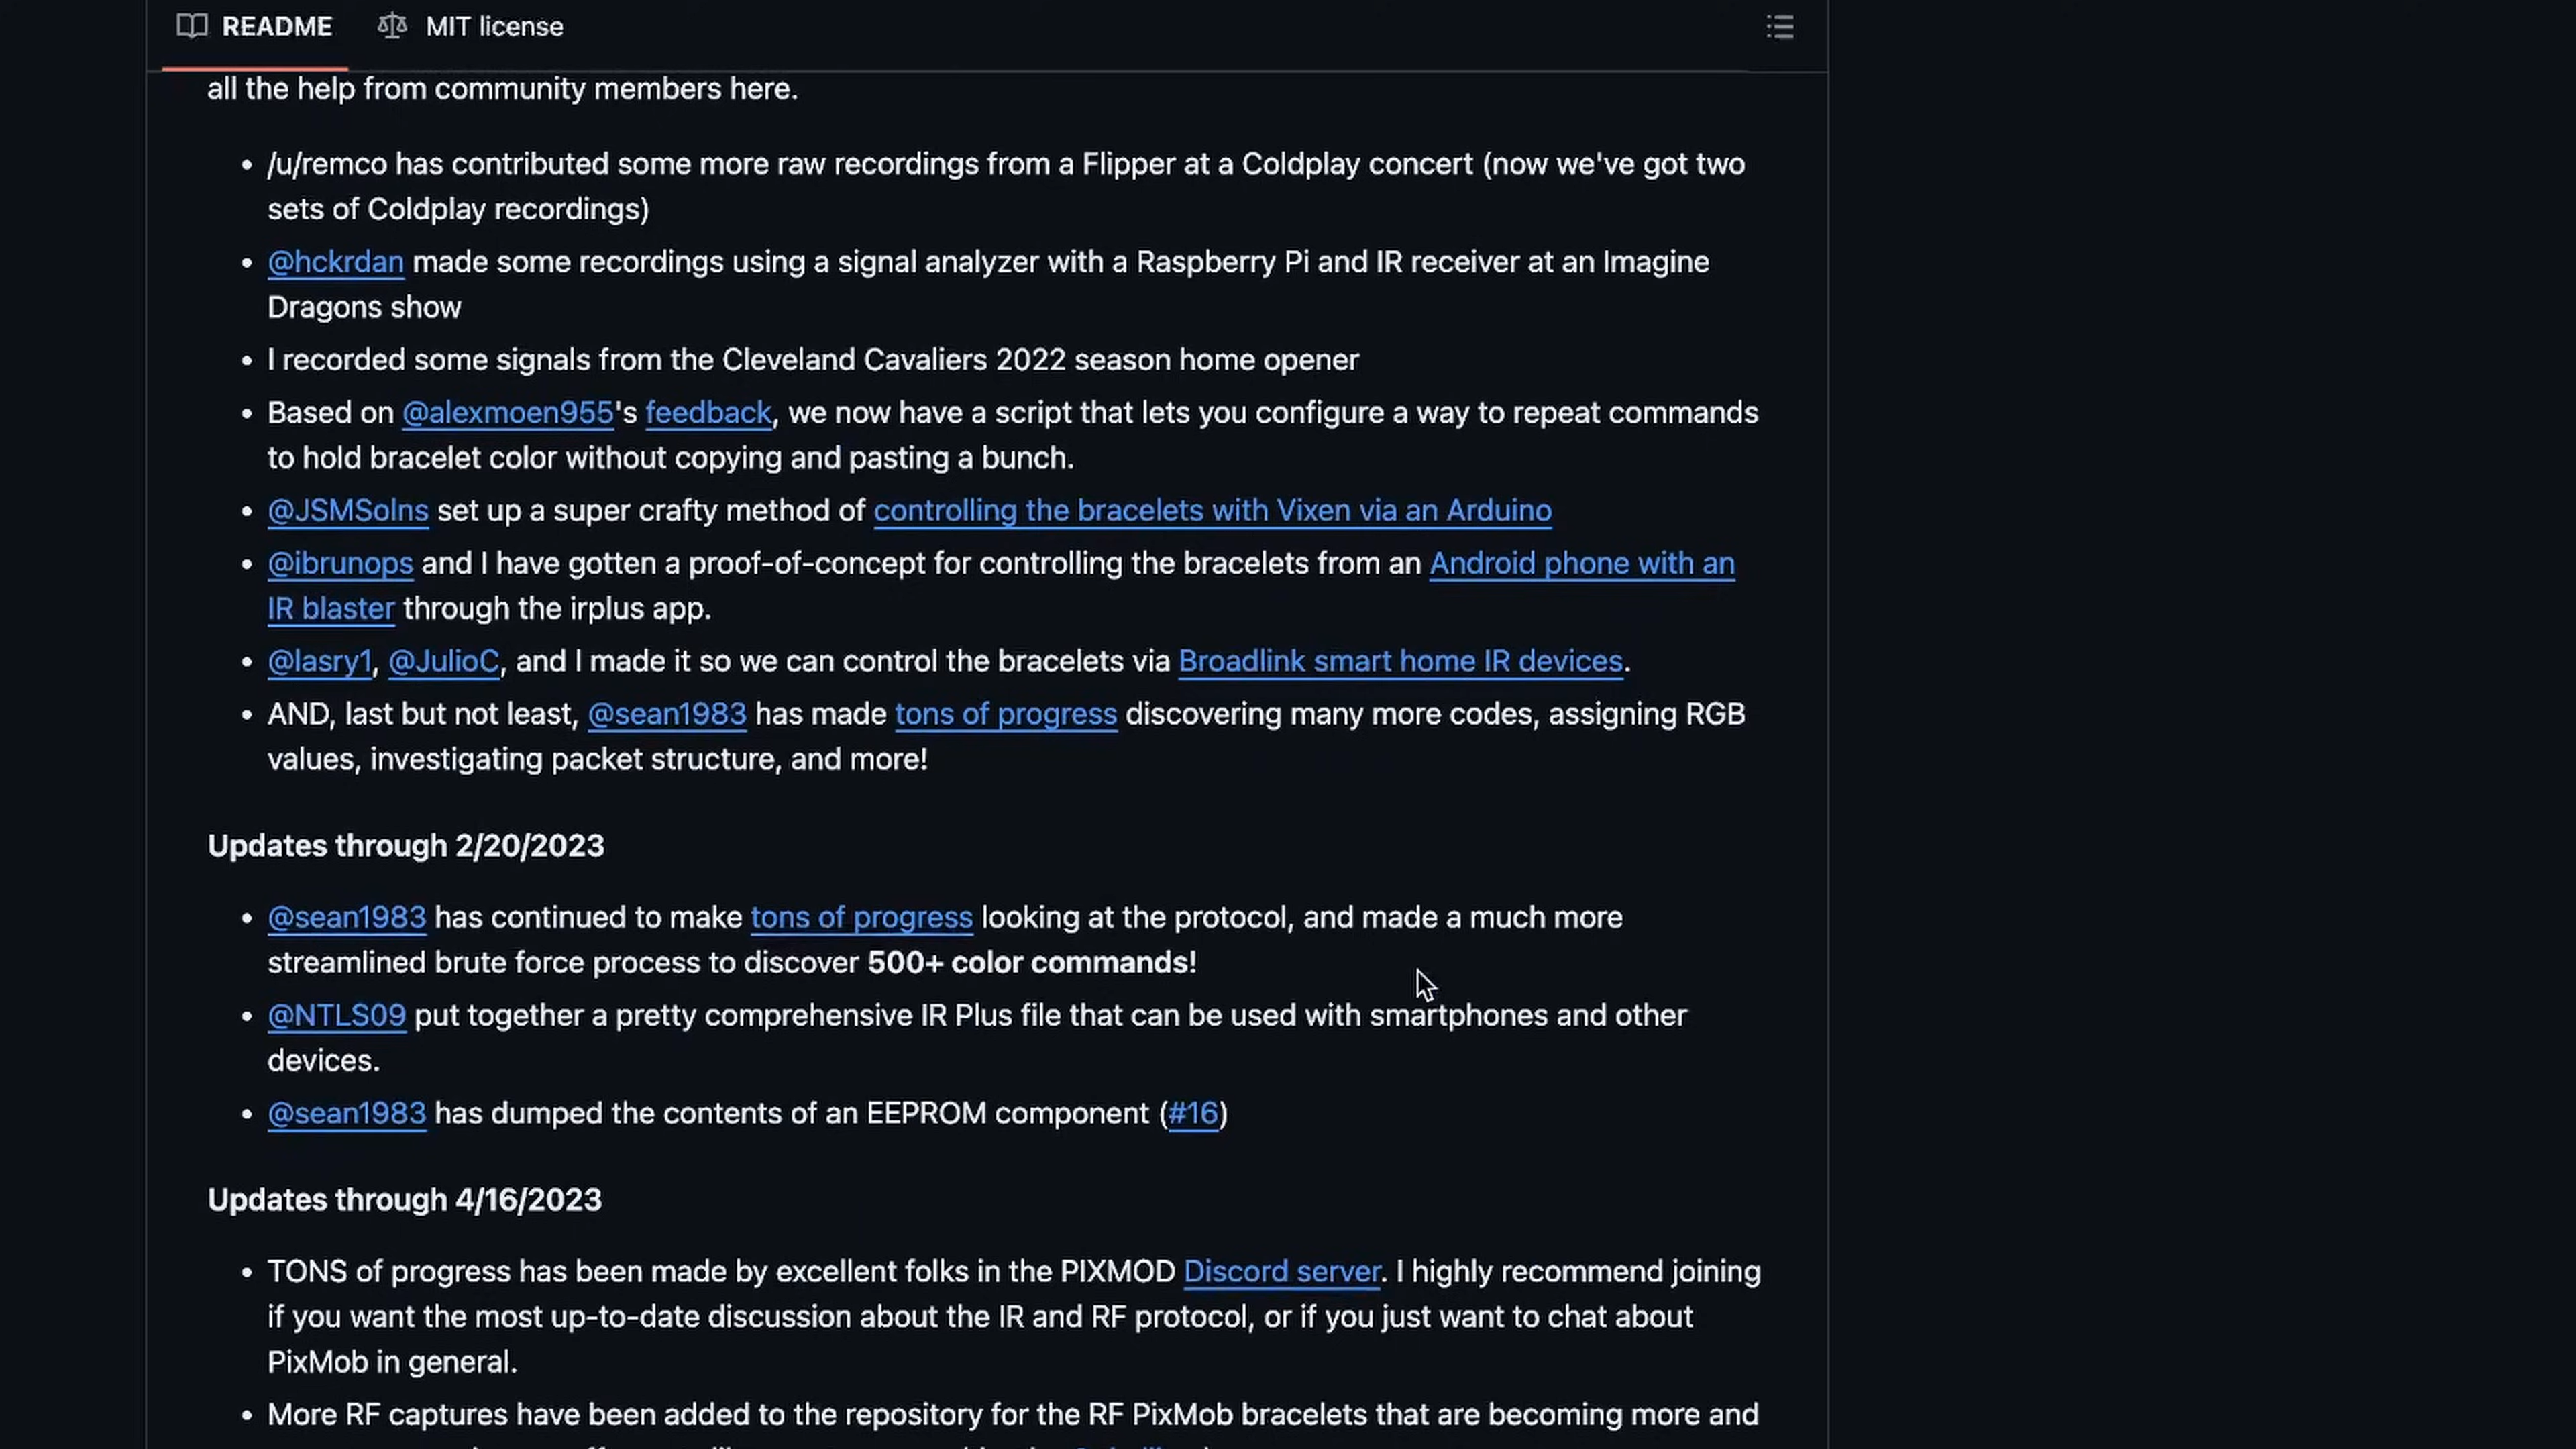 README
MIT license
all the help from community members here.
• /u/remco has contributed some more raw recordings from a Flipper at a Coldplay concert (now we've got two
sets of Coldplay recordings)
• @hckrdan made some recordings using a signal analyzer with a Raspberry Pi and IR receiver at an Imagine
Dragons show
• I recorded some signals from the Cleveland Cavaliers 2022 season home opener
• Based on @alexmoen955's feedback, we now have a script that lets you configure a way to repeat commands
to hold bracelet color without copying and pasting a bunch.
• @JSMSolns set up a super crafty method of controlling the bracelets with Vixen via an Arduino
• @ibrunops and I have gotten a proof-of-concept for controlling the bracelets from an Android phone with an
IR blaster through the irplus app.
• @lasry1, @JulioC, and I made it so we can control the bracelets via Broadlink smart home IR devices.
• AND, last but not least, @sean1983 has made tons of progress discovering many more codes, assigning RGB
values, investigating packet structure, and more!
Updates through 2/20/2023
• @sean1983 has continued to make tons of progress looking at the protocol, and made a much more
streamlined brute force process to discover 500+ color commands!
• @NTLS09 put together a pretty comprehensive IR Plus file that can be used with smartphones and other
devices.
• @sean1983 has dumped the contents of an EEPROM component (#16)
Updates through 4/16/2023
• TONS of progress has been made by excellent folks in the PIXMOD Discord server. I highly recommend joining
if you want the most up-to-date discussion about the IR and RF protocol, or if you just want to chat about
PixMob in general.
• More RF captures have been added to the repository for the RF PixMob bracelets that are becoming more and